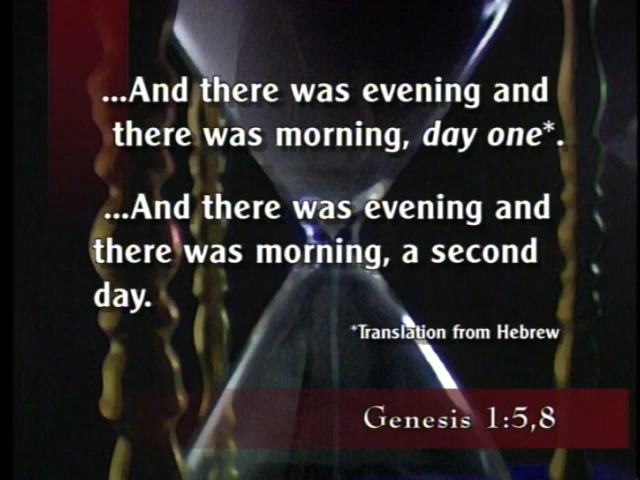 ...And there was evening and
there was morning, day one*.
...And there was evening and
there was morning, a second
day.
*Translation from Hebrew
Genesis 1:5,8